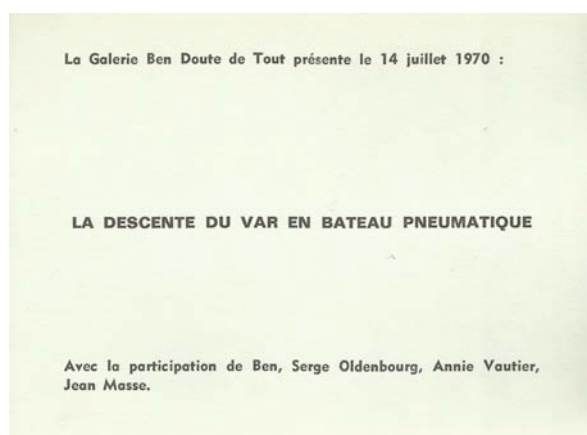 La Galerie Ben Doute de Tout présente le 14 juillet 1970 :
LA DESCENTE DU VAR EN BATEAU PNEUMATIQUE
Avec la participation de Ben, Serge Oldenbourg, Annie Vautier,
Jean Masse.